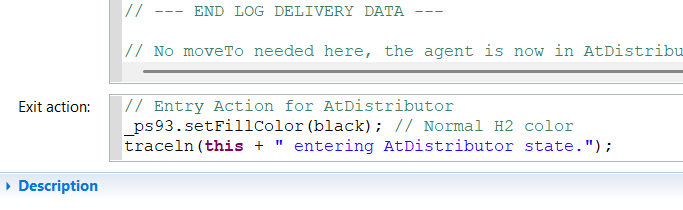 // --- END LOG DELIVERY DATA ---
// No moveTo needed here, the agent is now in AtDistribu
Exit action:
// Entry Action for AtDistributor
_ps93.setFillColor(black); // Normal H2 color
traceln(this + " entering AtDistributor state.");
Description